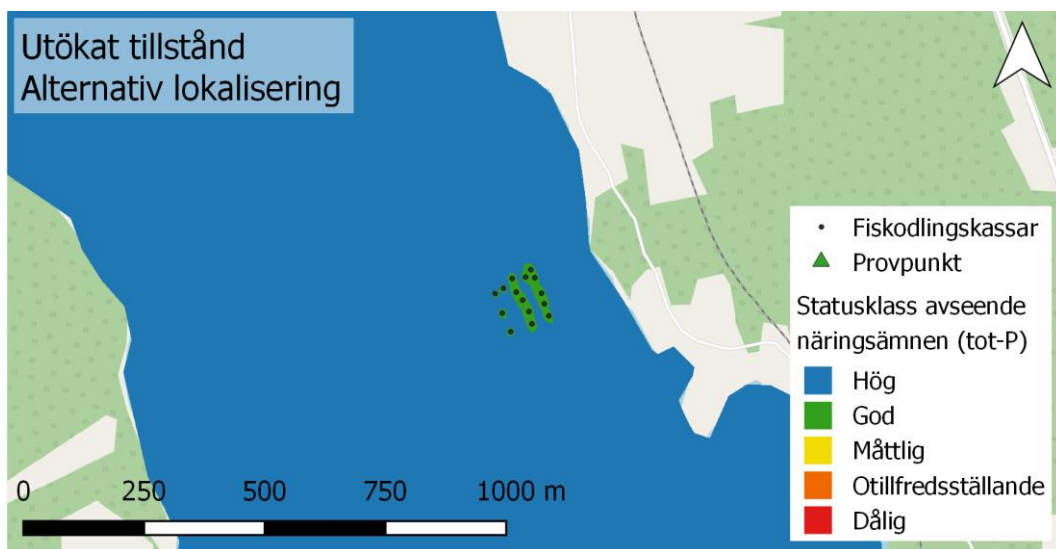 Utökat tillstånd
Alternativ lokalisering
Fiskodlingskassar
Provpunkt
Statusklass avseende
näringsämnen (tot-P)
Hög
God
Måttlig
Otillfredsställande
Dålig
0 250 500 750 1000 m